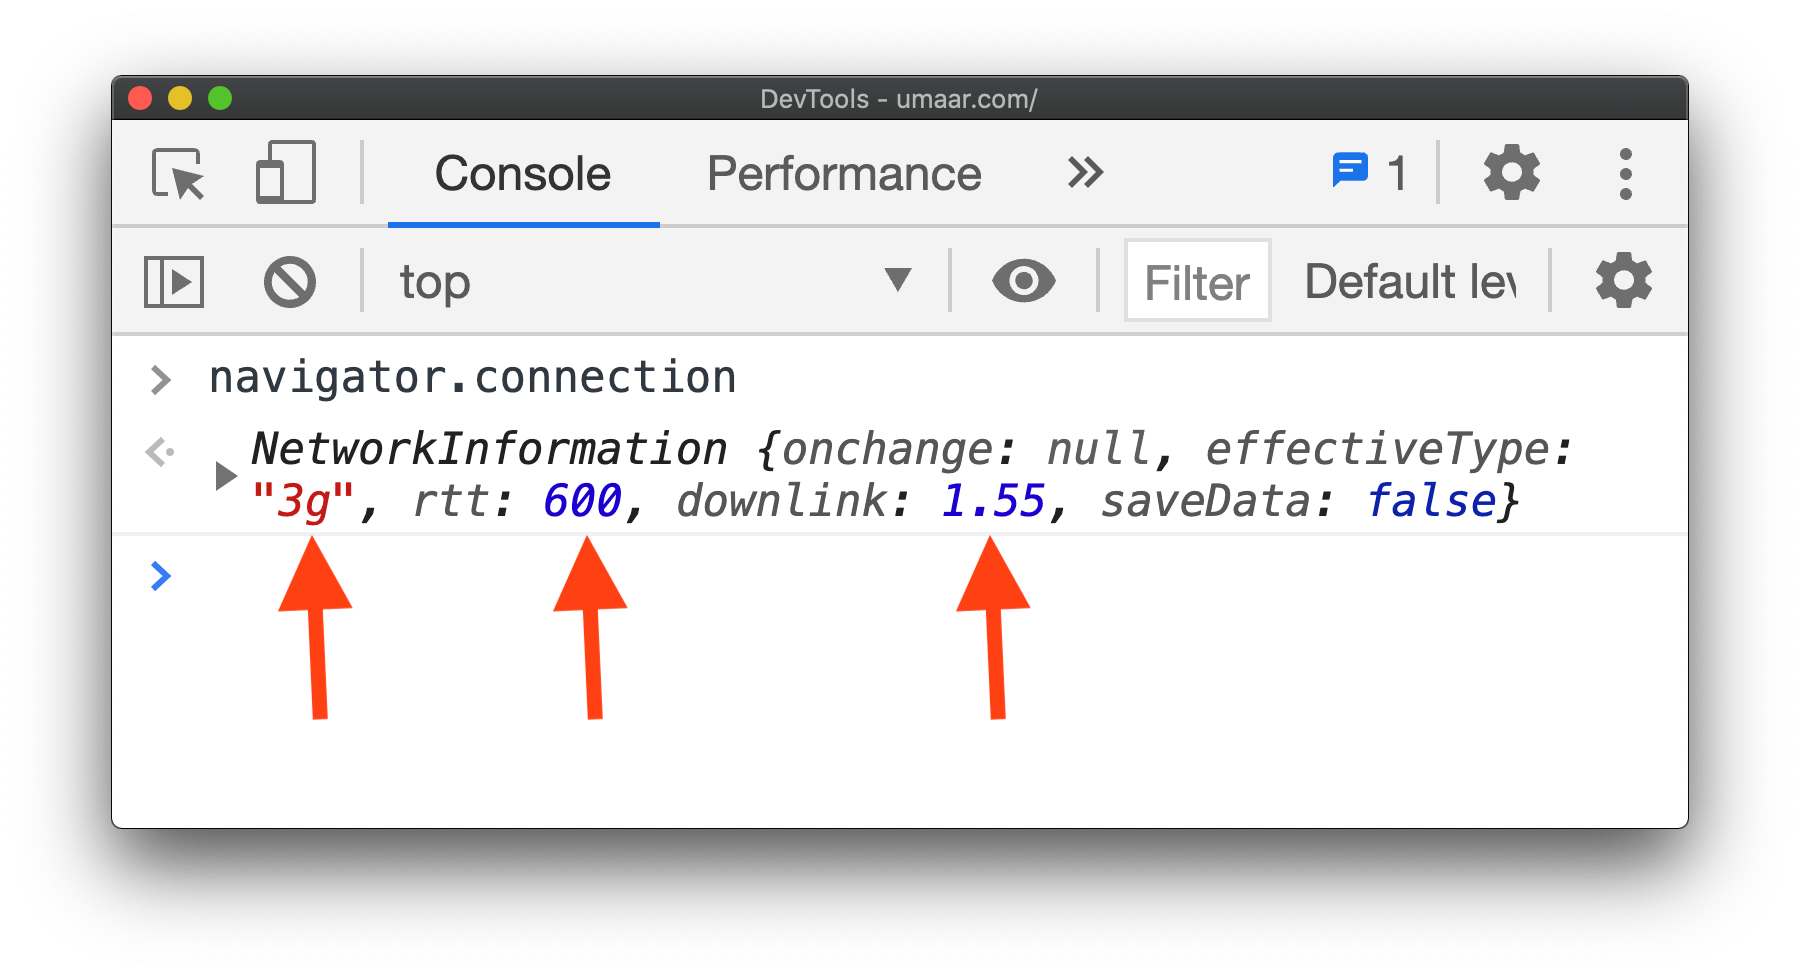 DevTools - umaar.com/
Console Performance 1
top Filter Default lev
navigator.connection
NetworkInformation {onchange: null, effectiveType:
"3g", rtt: 600, downlink: 1.55, saveData: false}